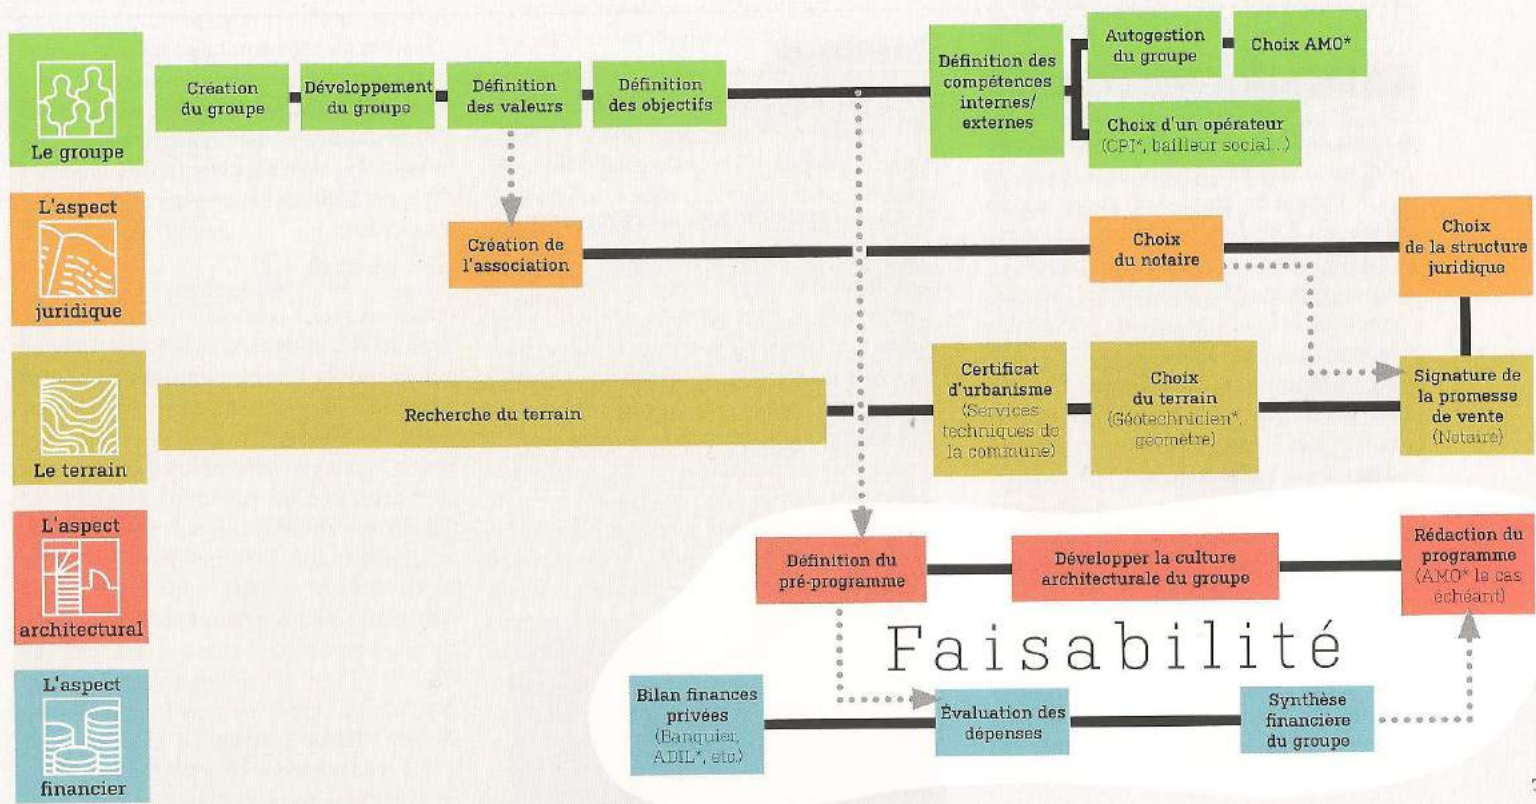 Le groupe
Création
du groupe
Développement
du groupe
Définition
des valeurs
Définition
des objectifs
Définition des
compétences
internes/
externes
Autogestion
du groupe
Choix AMO*
Choix d'un opérateur
(CPI*, bailleur social...)
L'aspect
juridique
Création de
l'association
Choix
du notaire
Choix
de la structure
juridique
Le terrain
Recherche du terrain
Certificat
d'urbanisme
(Services
techniques de
la commune)
Choix
du terrain
(Géotechnicien*,
géomètre)
Signature de
la promesse
de vente
(Notaire)
L'aspect
architectural
Définition du
pré-programme
Développer la culture
architecturale du groupe
Rédaction du
programme
(AMO* le cas
échéant)
Faisabilité
L'aspect
financier
Bilan finances
privées
(Banquier,
ADIL*, etc.)
Évaluation des
dépenses
Synthèse
financière
du groupe